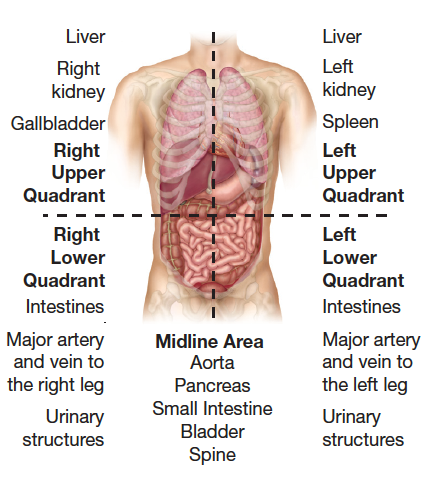 Liver
Right
kidney
Gallbladder
Right
Upper
Quadrant
Liver
Left
kidney
Spleen
Left
Upper
Quadrant
Right
Lower
Quadrant
Intestines
Major artery
and vein to
the right leg
Urinary
structures
Midline Area
Aorta
Pancreas
Small Intestine
Bladder
Spine
Left
Lower
Quadrant
Intestines
Major artery
and vein to
the left leg
Urinary
structures